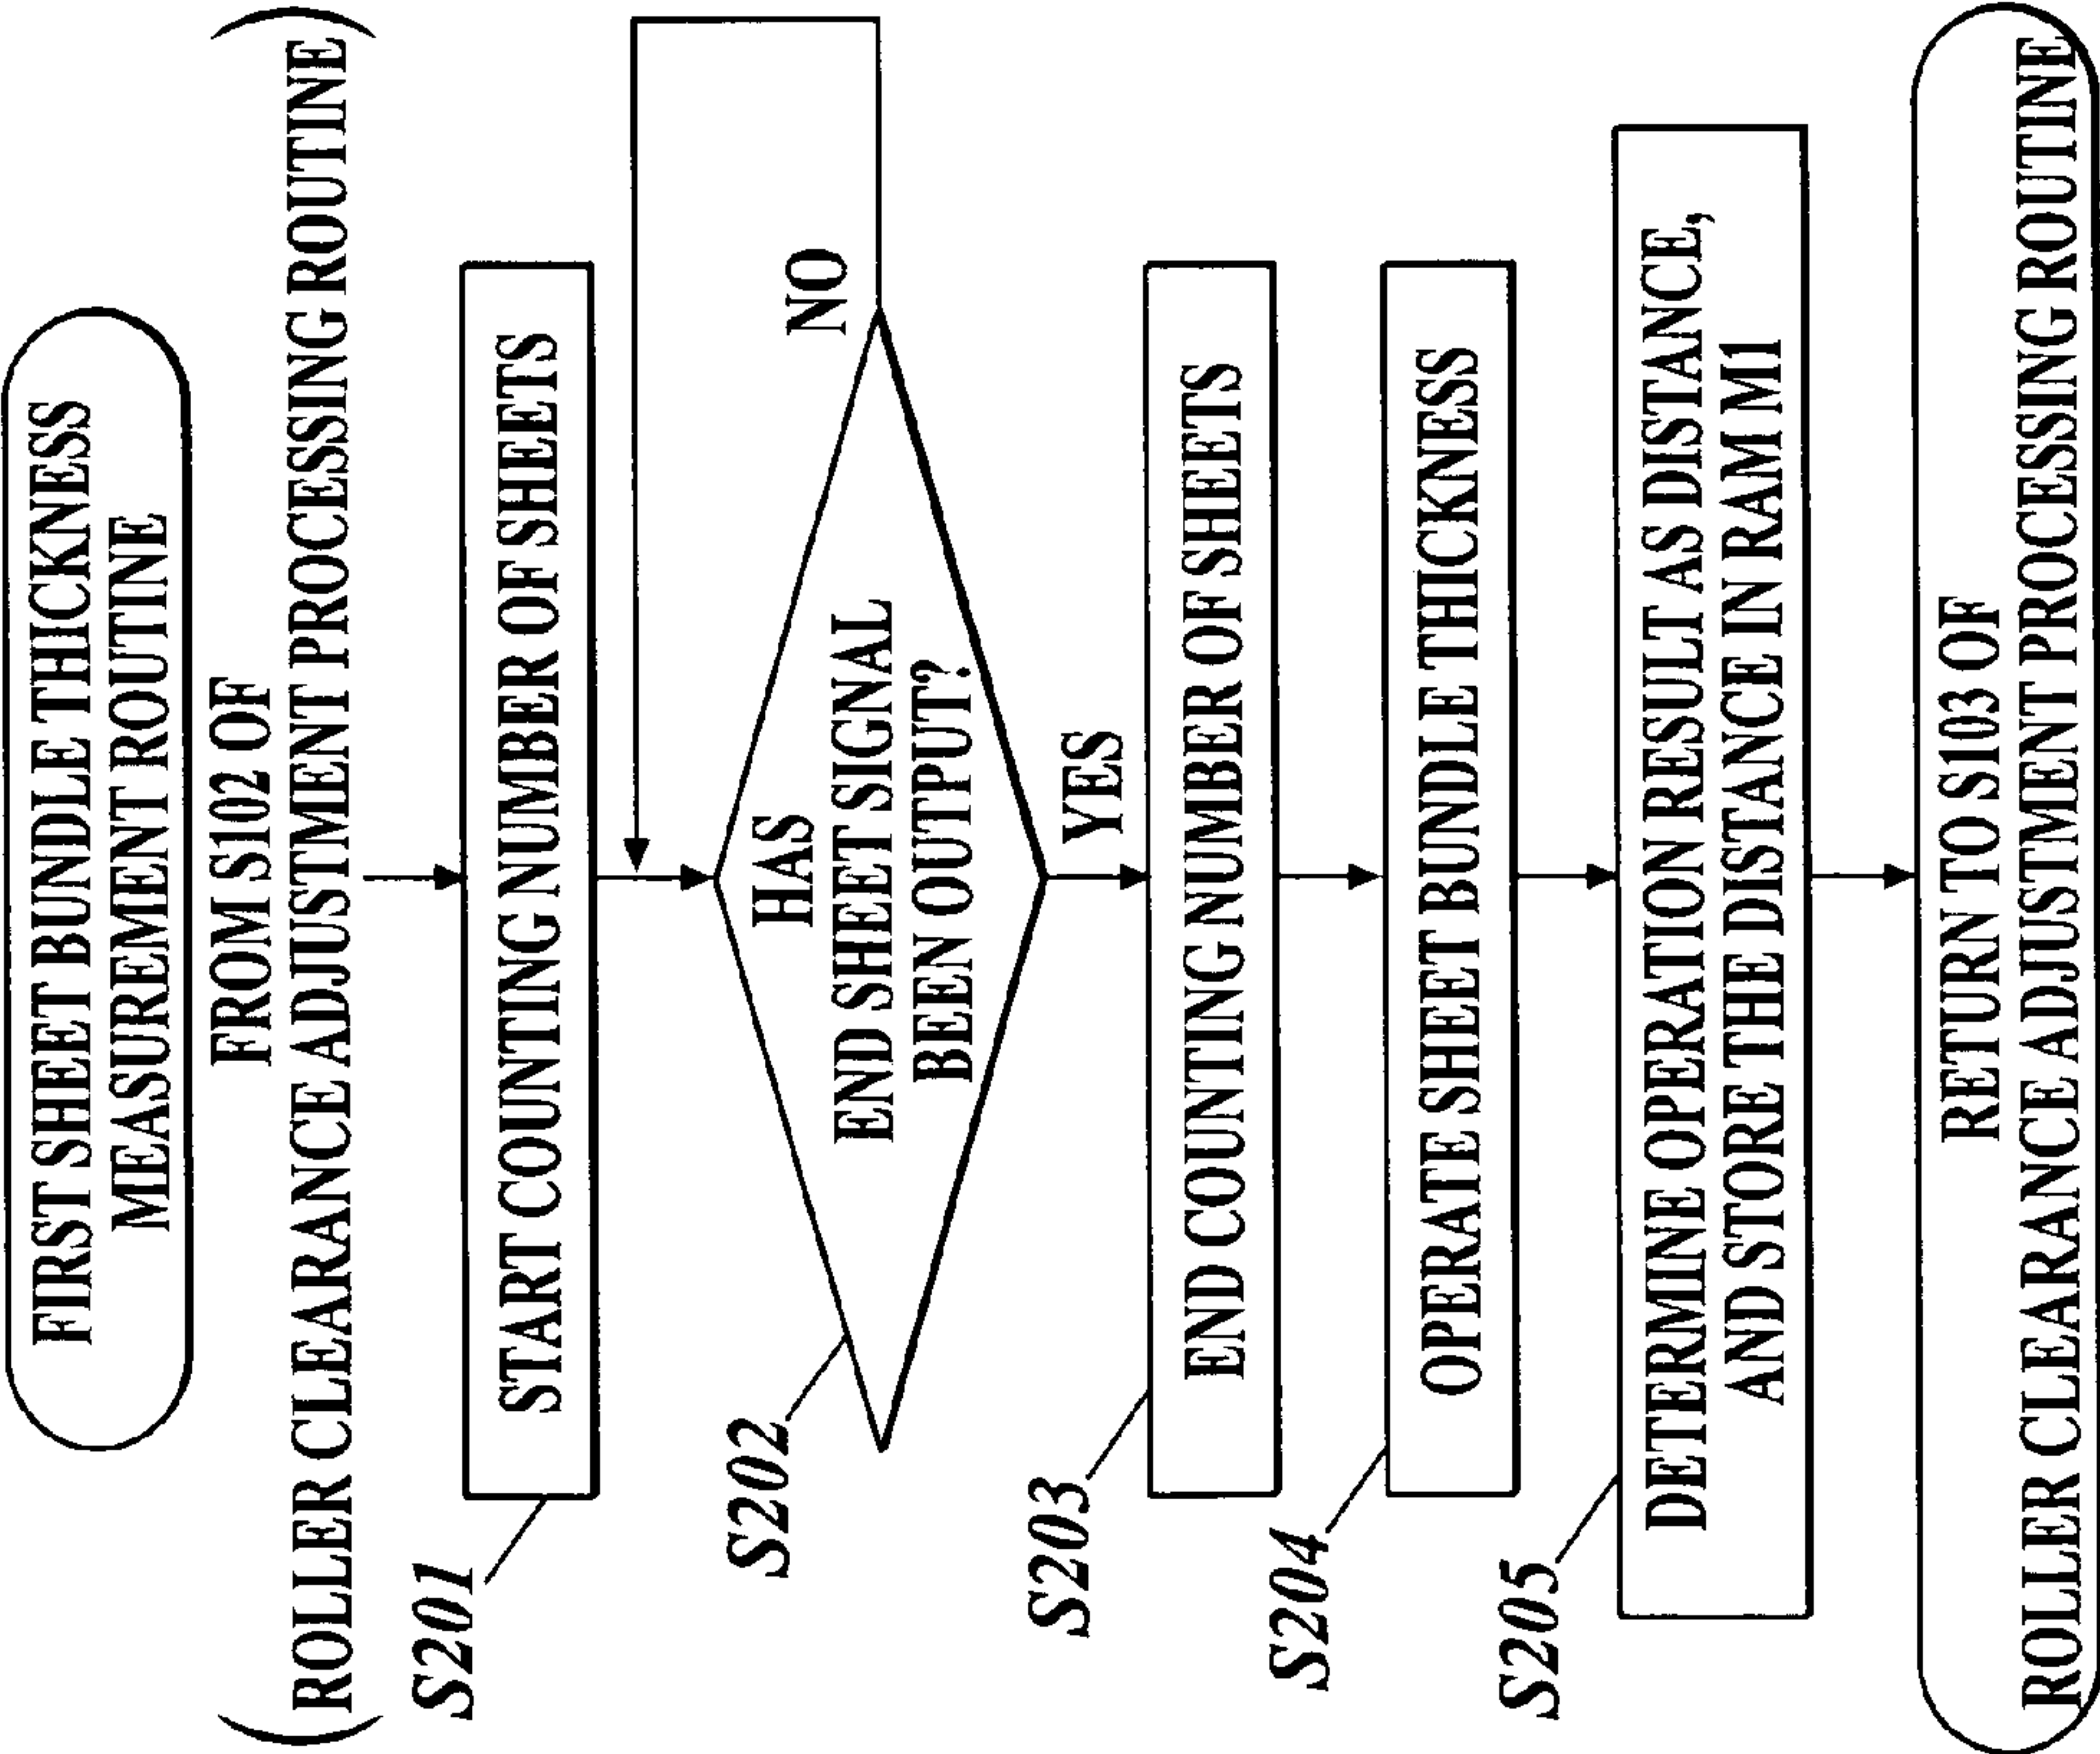 FIRST SHEET BUNDLE THICKNESS
MEASUREMENT ROUTINE
FROM S102 OF
(ROLLER CLEARANCE ADJUSTMENT PROCESSING ROUTINE)
S201
START COUNTING NUMBER OF SHEETS
S202
HAS
END SHEET SIGNAL
BEEN OUTPUT?
NO
YES
S203
END COUNTING NUMBER OF SHEETS
S204
OPERATE SHEET BUNDLE THICKNESS
S205
DETERMINE OPERATION RESULT AS DISTANCE,
AND STORE THE DISTANCE IN RAM M1
RETURN TO S103 OF
ROLLER CLEARANCE ADJUSTMENT PROCESSING ROUTINE